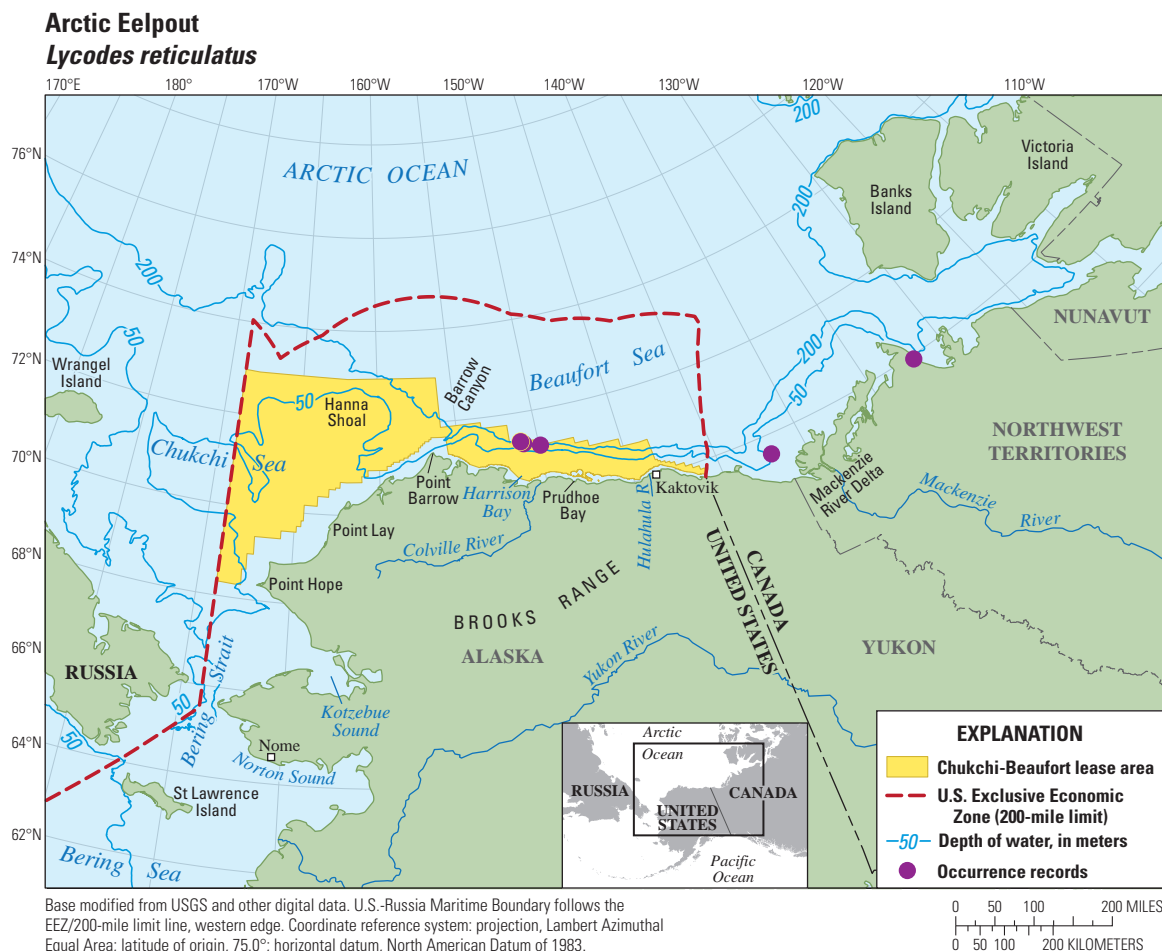 Arctic Eelpout
Lycodes reticulatus
170°E 180° 170°W 160°W 150°W 140°W 130°W 120°W 110°W
76°N
74°N
72°N
70°N
68°N
66°N
64°N
62°N
200
ARCTIC OCEAN
Victoria
Island
Banks
Island
200
200
50
NUNAVUT
Wrangel
Island
Barrow
Canyon
Beaufort Sea
200
50
50
Hanna
Shoal
Chukchi Sea
NORTHWEST
TERRITORIES
Point
Barrow
Harrison
Bay
Prudhoe
Bay
Hulahula R.
Kaktovik
Mackenzie
River Delta
Mackenzie
River
Point Lay
Colville River
Point Hope
BROOKS RANGE
CANADA
UNITED STATES
ALASKA
YUKON
Yukon River
RUSSIA
Bering Strait
50
50
Kotzebue
Sound
Nome
Norton Sound
St Lawrence
Island
Bering Sea
Arctic
Ocean
RUSSIA
CANADA
UNITED
STATES
Pacific
Ocean
EXPLANATION
Chukchi-Beaufort lease area
U.S. Exclusive Economic
Zone (200-mile limit)
50 Depth of water, in meters
Occurrence records
Base modified from USGS and other digital data. U.S.-Russia Maritime Boundary follows the
EEZ/200-mile limit line, western edge. Coordinate reference system: projection, Lambert Azimuthal
Equal Area; latitude of origin, 75.0°; horizontal datum, North American Datum of 1983.
0 50 100 200 MILES
0 50 100 200 KILOMETERS